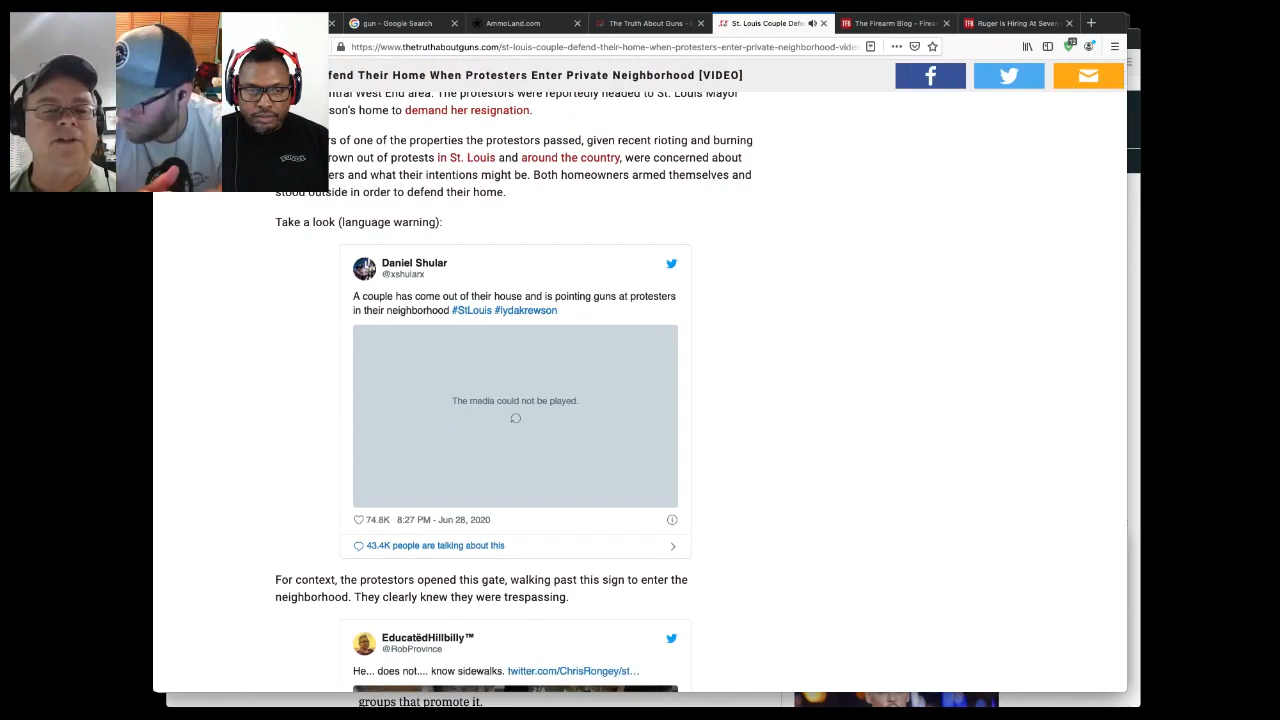 gun - Google Search
AmmoLand.com
The Truth About Guns - A
St. Louis Couple Defe
The Firearm Blog - Firea
Ruger Is Hiring At Seven
https://www.thetruthaboutguns.com/st-louis-couple-defend-their-home-when-protesters-enter-private-neighborhood-vide
fend Their Home When Protesters Enter Private Neighborhood [VIDEO]
ntral West End area. The protestors were reportedly headed to St. Louis Mayor
son's home to demand her resignation.
rs of one of the properties the protestors passed, given recent rioting and burning
rown out of protests in St. Louis and around the country, were concerned about
ers and what their intentions might be. Both homeowners armed themselves and
stood outside in order to defend their home.
Take a look (language warning):
Daniel Shular
@xshularx
A couple has come out of their house and is pointing guns at protesters
in their neighborhood #StLouis #lydakrewson
The media could not be played.
74.8K 8:27 PM - Jun 28, 2020
43.4K people are talking about this
For context, the protestors opened this gate, walking past this sign to enter the
neighborhood. They clearly knew they were trespassing.
EducatëdHillbilly™
@RobProvince
He... does not.... know sidewalks. twitter.com/ChrisRongey/st…
groups that promote it.